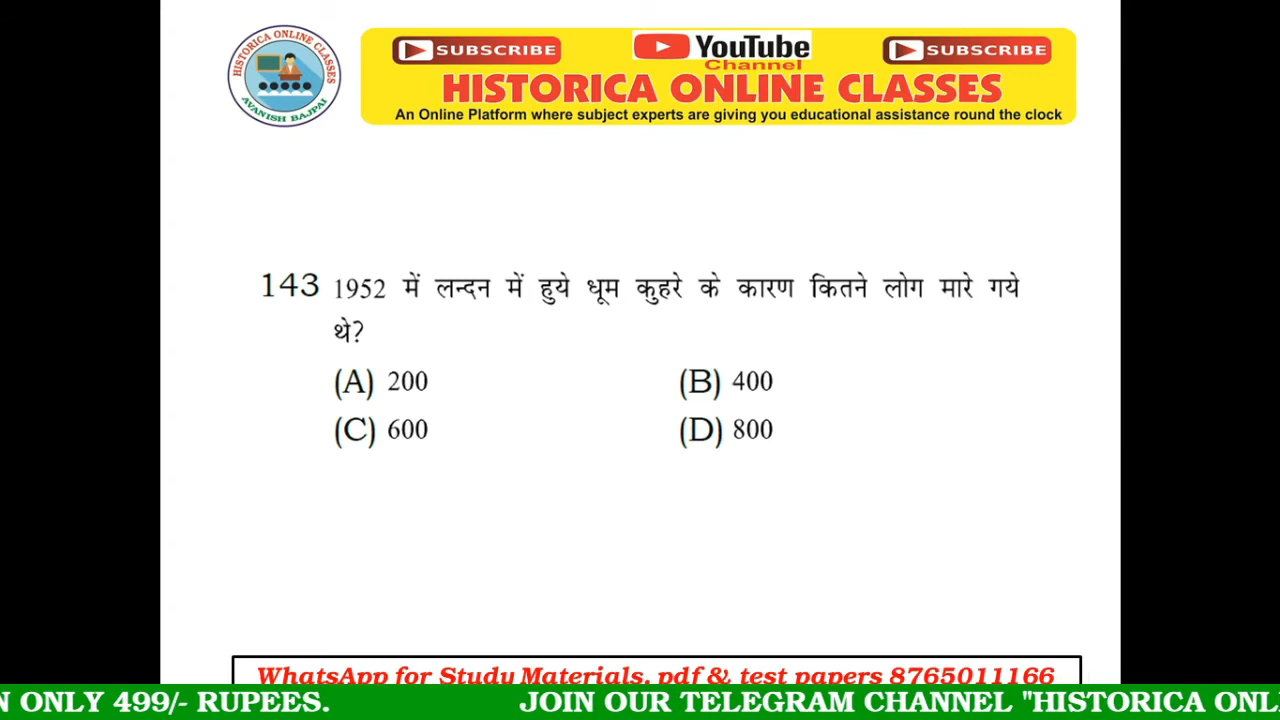 HISTORICA ONLINE CLASSES
AVANISH BAJPAI
SUBSCRIBE
YouTube
Channel
SUBSCRIBE
HISTORICA ONLINE CLASSES
An Online Platform where subject experts are giving you educational assistance round the clock
143 1952 में लन्दन में हुये धूम कुहरे के कारण कितने लोग मारे गये
थे?
(A) 200 (B) 400
(C) 600 (D) 800
WhatsApp for Study Materials, pdf & test papers 8765011166
N ONLY 499/- RUPEES. JOIN OUR TELEGRAM CHANNEL "HISTORICA ONL